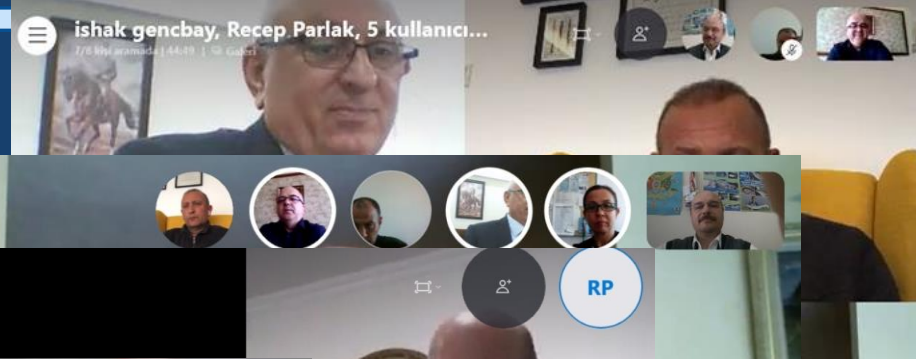 ishak gencbay, Recep Parlak, 5 kullanıcı...
7/8 kişi aramada | 44:49 | Galeri
RP